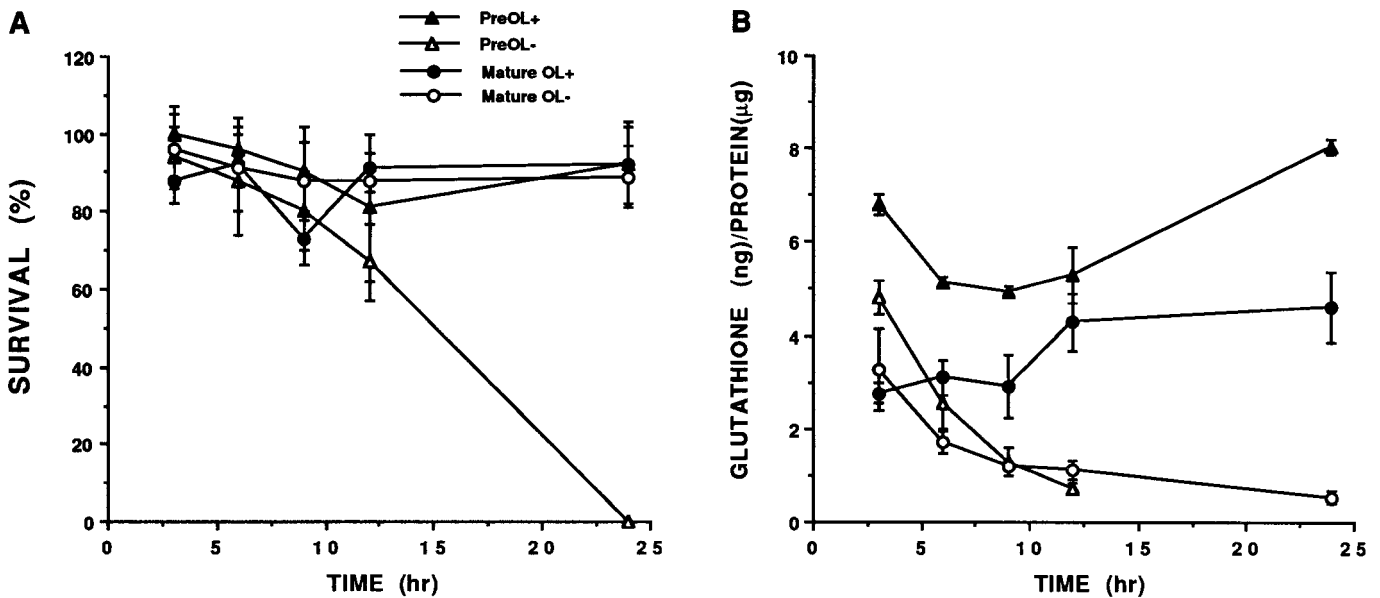 A
PreOL+
PreOL-
Mature OL+
Mature OL-
SURVIVAL (%)
120
100
80
60
40
20
0
0 5 10 15 20 25
TIME (hr)
B
GLUTATHIONE (ng)/PROTEIN(μg)
10
8
6
4
2
0
0 5 10 15 20 25
TIME (hr)